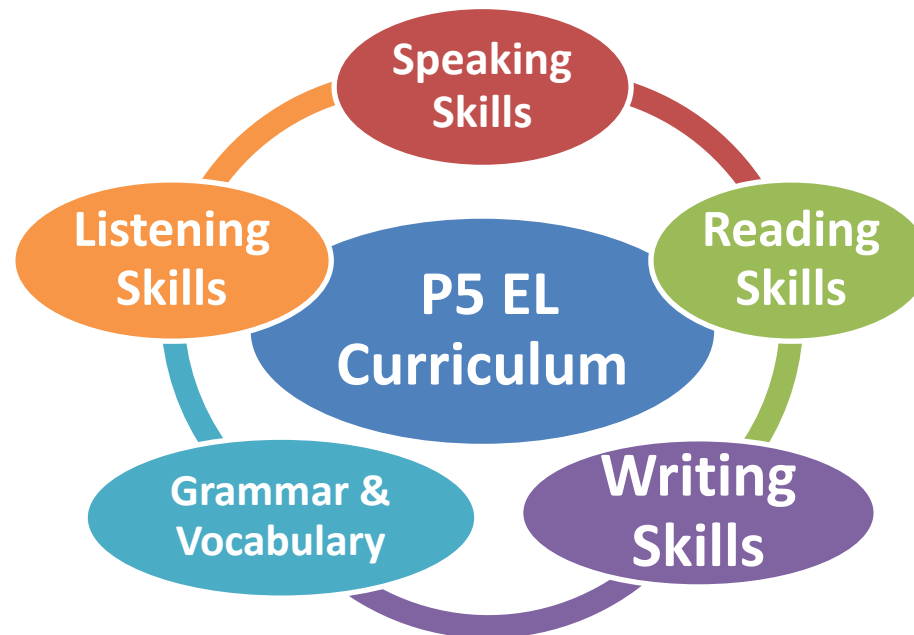 Speaking
Skills
Listening
Skills
Reading
Skills
P5 EL
Curriculum
Grammar &
Vocabulary
Writing
Skills